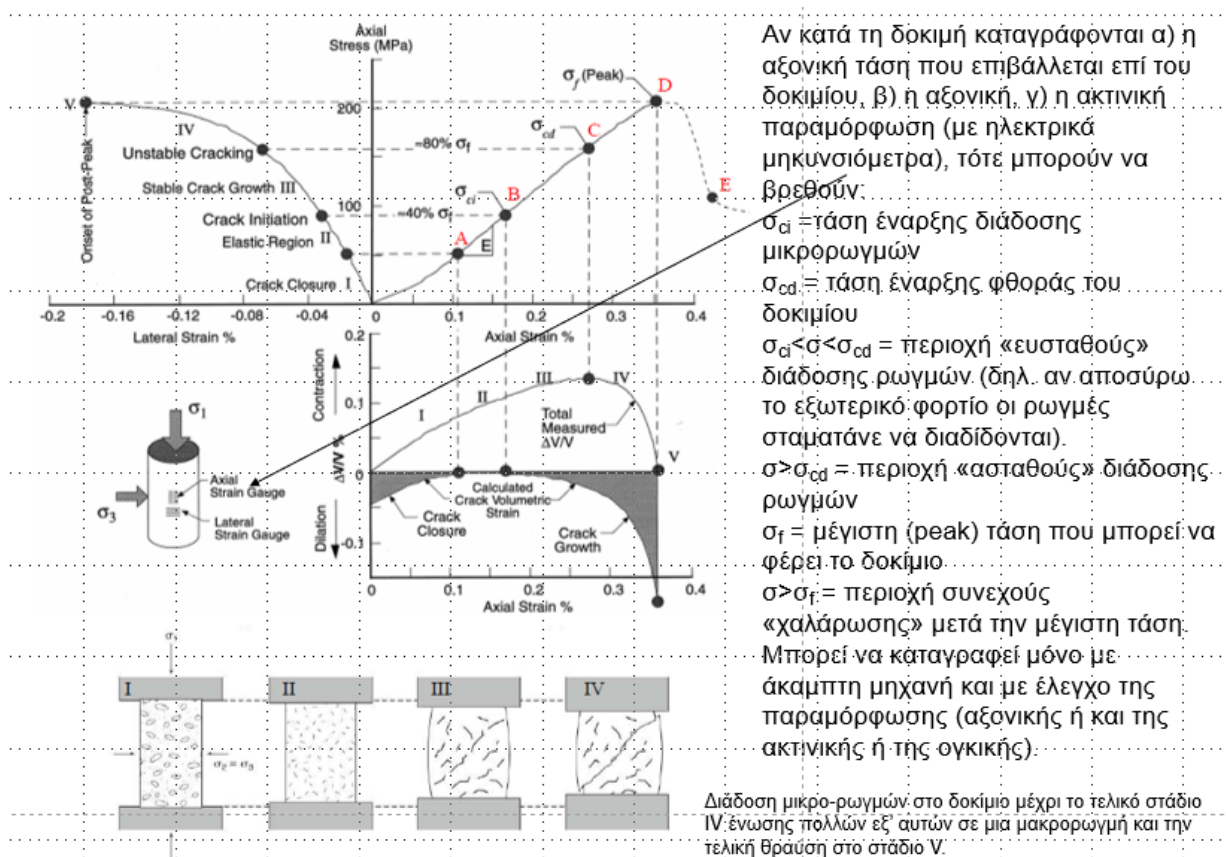 Axial
Stress (MPa)
σf (Peak)
D
V
200
IV
σcd
C
Unstable Cracking
≈80% σf
Stable Crack Growth III
σci
E
B
100
Crack Initiation
≈40% σf
II
A
Elastic Region
E
Crack Closure I
Onset of Post-Peak
-0.2 -0.16 -0.12 -0.08 -0.04 0 0.1 0.2 0.3 0.4
Lateral Strain %
Axial Strain %
0.2
Contraction
III IV
I
II
0.1
Total
Measured
ΔV/V
σ1
ΔV/V %
0
V
Axial
Strain Gauge
Calculated
Crack Volumetric
Strain
σ3
Lateral
Strain Gauge
Crack
Closure
Crack
Growth
Dilation
-0.1
0 0.1 0.2 0.3 0.4
Axial Strain %
σ
I II III IV
σ2 = σ3
Αν κατά τη δοκιμή καταγράφονται α) η
αξονική τάση που επιβάλλεται επί του
δοκιμίου, β) η αξονική, γ) η ακτινική
παραμόρφωση (με ηλεκτρικά
μηκυνσιόμετρα), τότε μπορούν να
βρεθούν:
σci =τάση έναρξης διάδοσης
μικρορωγμών
σcd = τάση έναρξης φθοράς του
δοκιμίου
σci<σ<σcd = περιοχή «ευσταθούς»
διάδοσης ρωγμών (δηλ. αν αποσύρω
το εξωτερικό φορτίο οι ρωγμές
σταματάνε να διαδίδονται).
σ>σcd = περιοχή «ασταθούς» διάδοσης
ρωγμών
σf = μέγιστη (peak) τάση που μπορεί να
φέρει το δοκίμιο
σ>σf = περιοχή συνεχούς
«χαλάρωσης» μετά την μέγιστη τάση.
Μπορεί να καταγραφεί μόνο με
άκαμπτη μηχανή και με έλεγχο της
παραμόρφωσης (αξονικής ή και της
ακτινικής ή της ογκικής).
Διάδοση μικρο-ρωγμών στο δοκίμιο μέχρι το τελικό στάδιο
IV ένωσης πολλών εξ' αυτών σε μια μακρορωγμή και την
τελική θραύση στο στάδιο V.